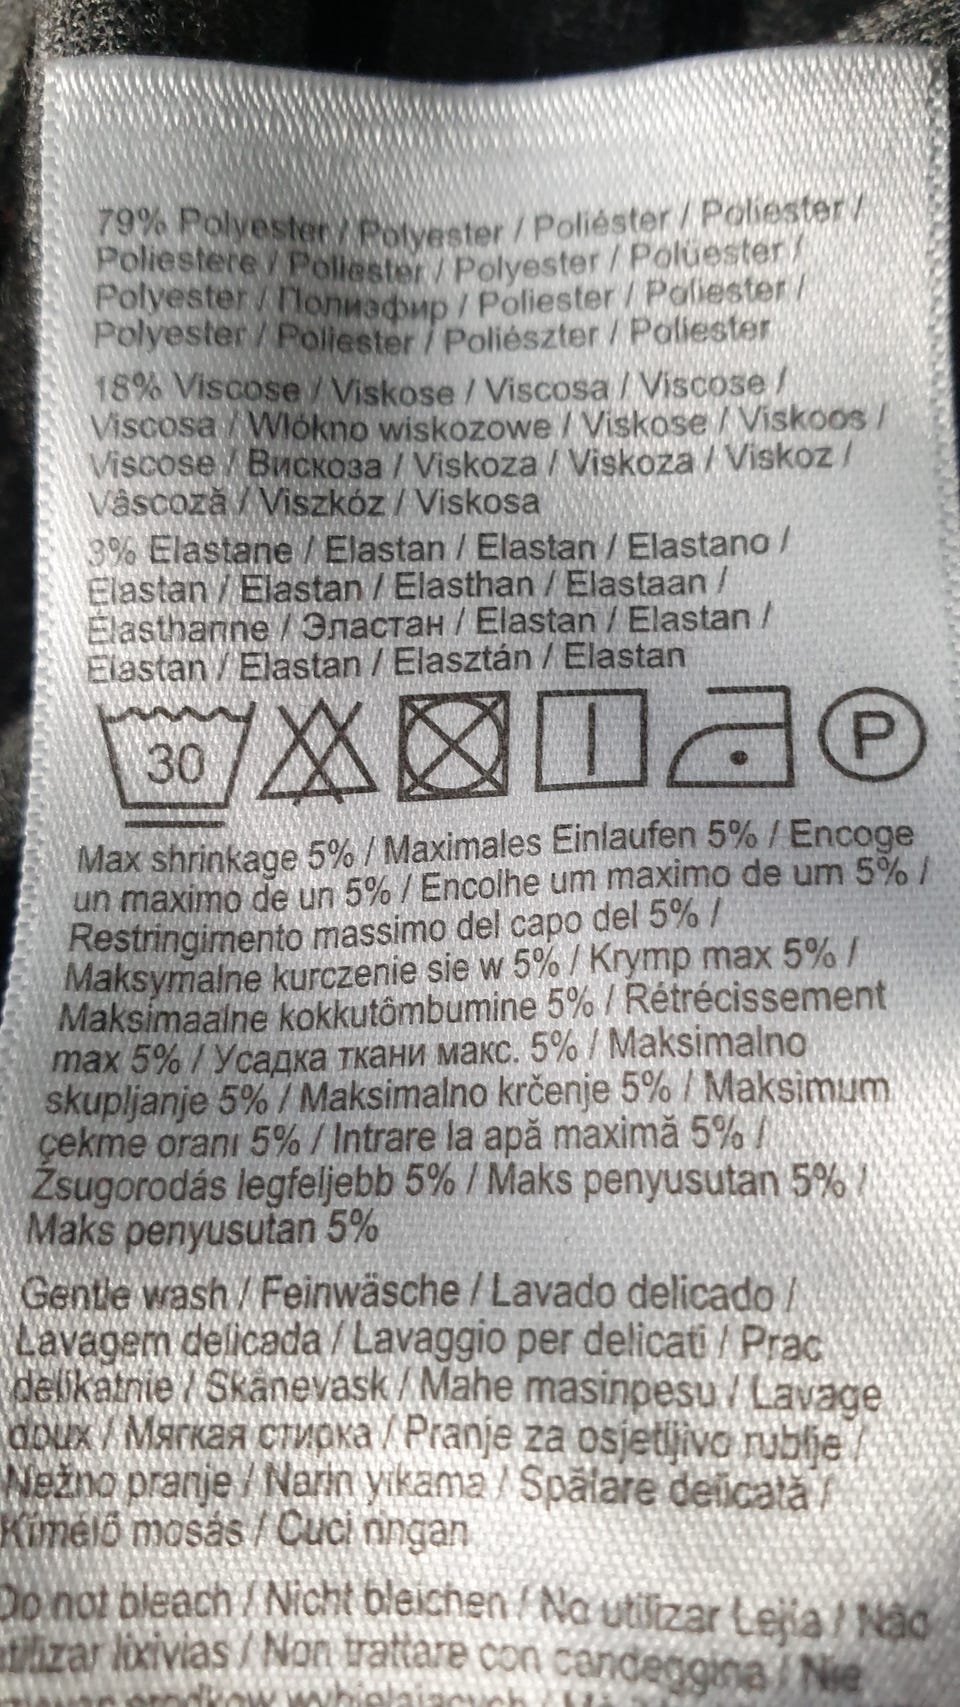 79% Polyester / Polyester / Poliéster / Poliester /
Poliestere / Poliester / Polyester / Polüester /
Polyester / Полиэфир / Poliester / Poliester /
Polyester / Poliester / Poliészter / Poliester
18% Viscose / Viskose / Viscosa / Viscose /
Viscosa / Wlókno wiskozowe / Viskose / Viskoos /
Viscose / Вискоза / Viskoza / Viskoza / Viskoz /
Vâscoză / Viszkóz / Viskosa
3% Elastane / Elastan / Elastan / Elastano /
Elastan / Elastan / Elasthan / Elastaan /
Élasthanne / Эластан / Elastan / Elastan /
Elastan / Elastan / Elasztán / Elastan
30 P
Max shrinkage 5% / Maximales Einlaufen 5% / Encoge
un maximo de un 5% / Encolhe um maximo de um 5% /
Restringimento massimo del capo del 5% /
Maksymalne kurczenie sie w 5% / Krymp max 5% /
Maksimaalne kokkutômbumine 5% / Rétrécissement
max 5% / Усадка ткани макс. 5% / Maksimalno
skupljanje 5% / Maksimalno krčenje 5% / Maksimum
çekme oranı 5% / Intrare la apă maximă 5% /
Zsugorodás legfeljebb 5% / Maks penyusutan 5% /
Maks penyusutan 5%
Gentle wash / Feinwäsche / Lavado delicado /
Lavagem delicada / Lavaggio per delicati / Prac
delikatnie / Skånevask / Mahe masinpesu / Lavage
doux / Мягкая стирка / Pranje za osjetljivo rublje /
Nežno pranje / Narin yıkama / Spălare delicată /
Kímélő mosás / Cuci ringan
Do not bleach / Nicht bleichen / No utilizar Lejía / Não
utilizar lixivias / Non trattare con candeggina / Nie